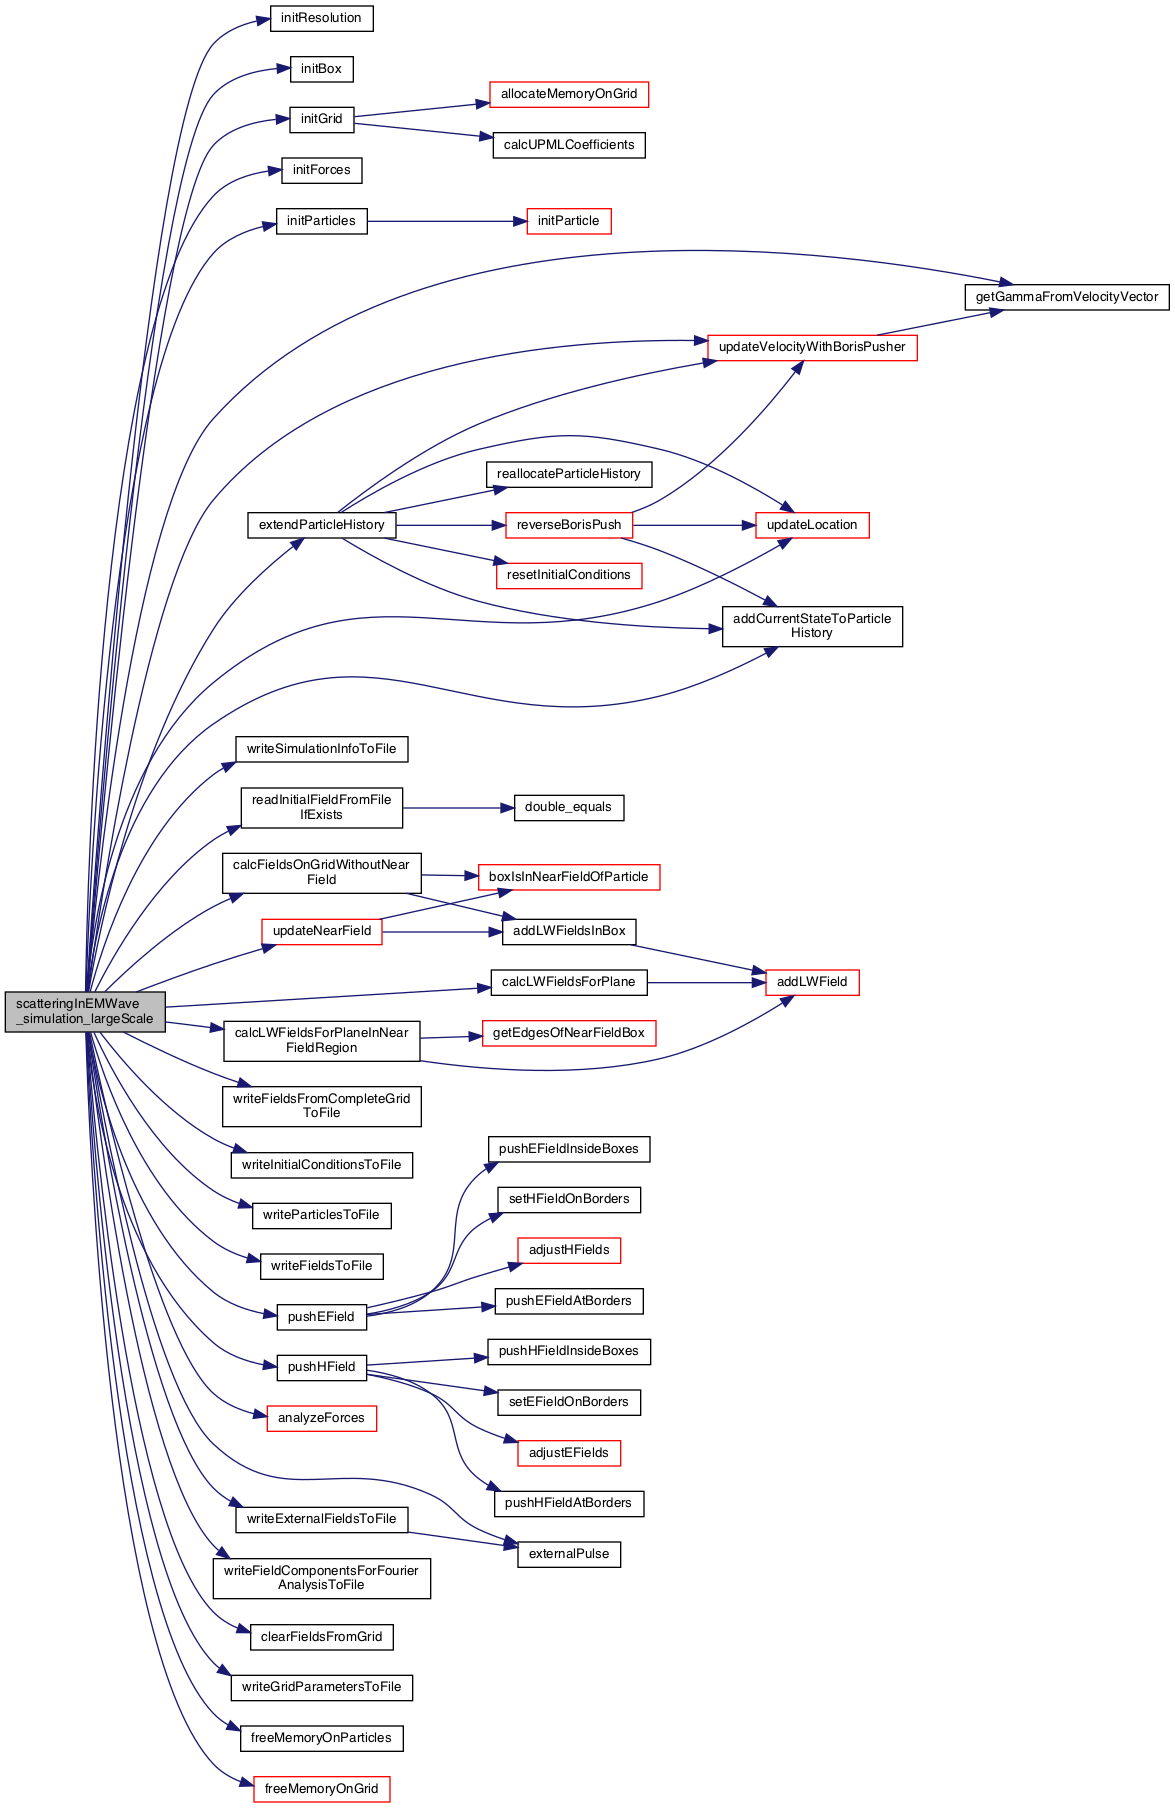 initResolution
initBox
allocateMemoryOnGrid
initGrid
calcUPMLCoefficients
initForces
initParticles
initParticle
getGammaFromVelocityVector
updateVelocityWithBorisPusher
reallocateParticleHistory
extendParticleHistory
reverseBorisPush
updateLocation
resetInitialConditions
addCurrentStateToParticle
History
writeSimulationInfoToFile
readInitialFieldFromFile
IfExists
double_equals
calcFieldsOnGridWithoutNear
Field
boxIsInNearFieldOfParticle
updateNearField
addLWFieldsInBox
calcLWFieldsForPlane
addLWField
scatteringInEMWave
_simulation_largeScale
calcLWFieldsForPlaneInNear
FieldRegion
getEdgesOfNearFieldBox
writeFieldsFromCompleteGrid
ToFile
pushEFieldInsideBoxes
writeInitialConditionsToFile
setHFieldOnBorders
writeParticlesToFile
adjustHFields
writeFieldsToFile
pushEFieldAtBorders
pushEField
pushHFieldInsideBoxes
pushHField
setEFieldOnBorders
analyzeForces
adjustEFields
pushHFieldAtBorders
writeExternalFieldsToFile
externalPulse
writeFieldComponentsForFourier
AnalysisToFile
clearFieldsFromGrid
writeGridParametersToFile
freeMemoryOnParticles
freeMemoryOnGrid